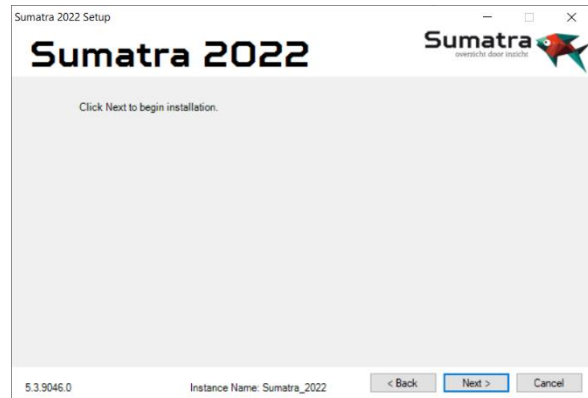 Sumatra 2022 Setup
Sumatra 2022
Sumatra
overzicht door inzicht
Click Next to begin installation.
5.3.9046.0
Instance Name: Sumatra_2022
< Back
Next >
Cancel